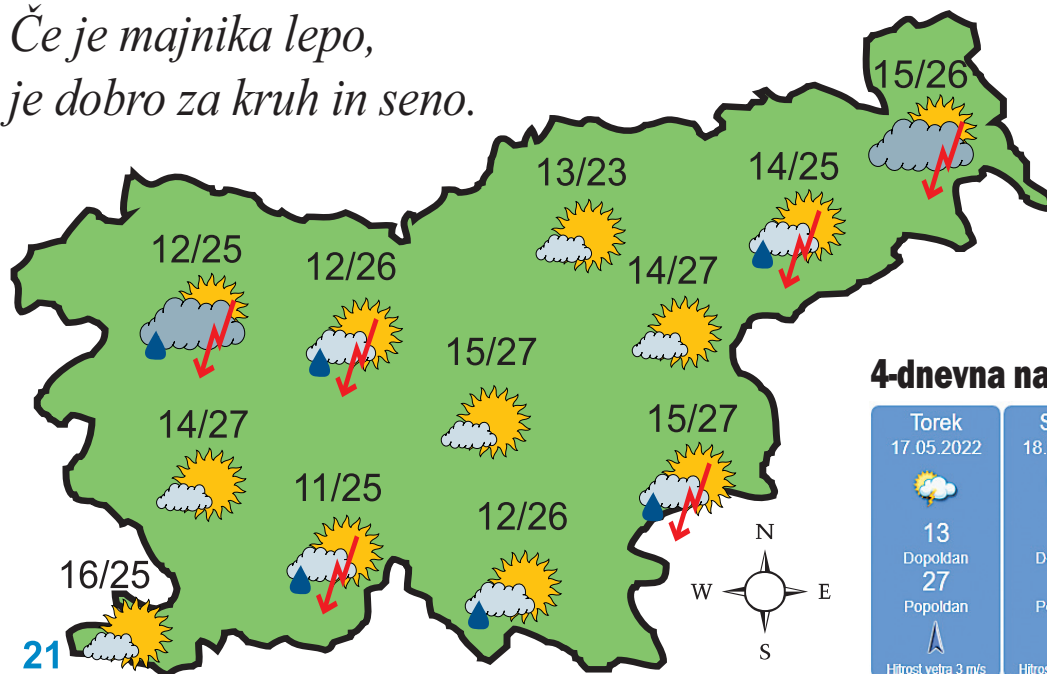 Če je majnika lepo,
je dobro za kruh in seno.
15/26
13/23
14/25
12/25
12/26
14/27
15/27
14/27
15/27
11/25
12/26
16/25
21
N
W
E
S
4-dnevna na
Torek
17.05.2022
18.
13
Dopoldan
27
Popoldan
Hitrost vetra 3 m/s